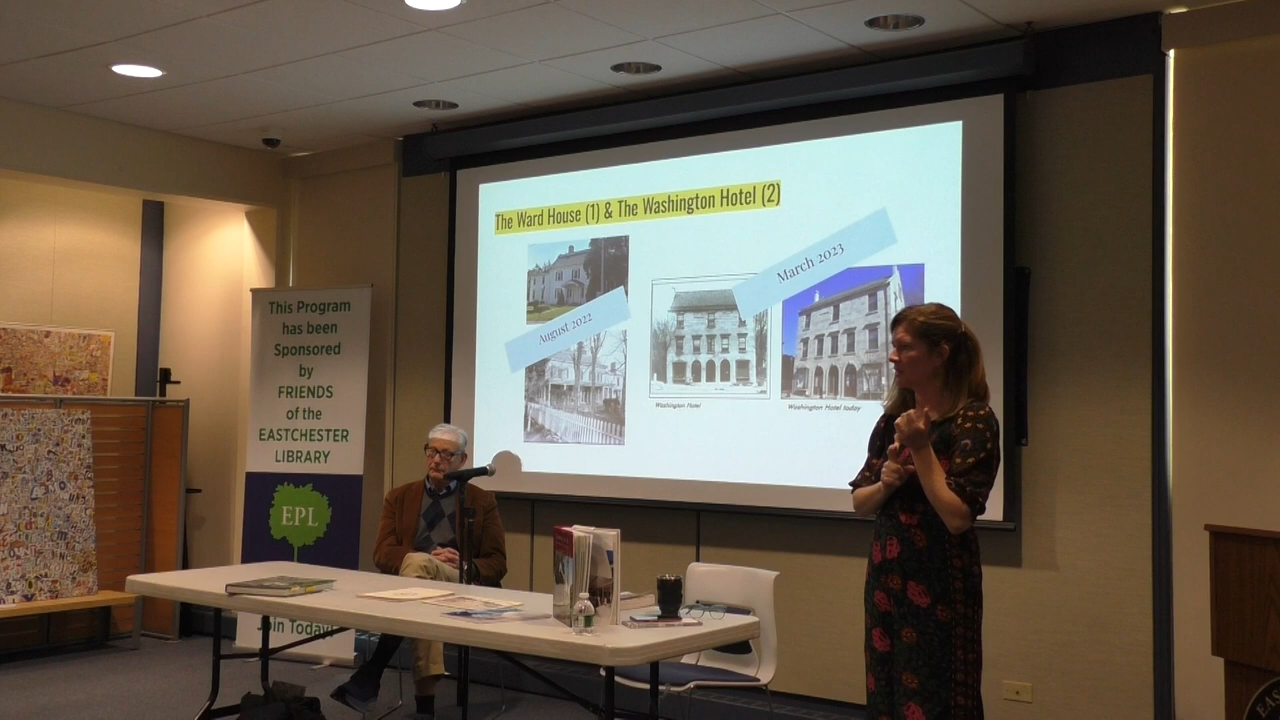 The Ward House (1) & The Washington Hotel (2)
August 2022
March 2023
Washington Hotel
Washington Hotel today
This Program
has been
Sponsored
by
FRIENDS
of the
EASTCHESTER
LIBRARY
EPL
Today!